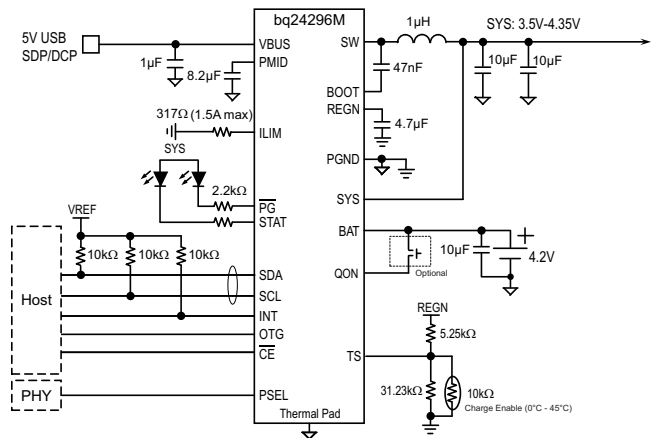 bq24296M
5V USB
SDP/DCP
1µF
8.2µF
VBUS
PMID
317Ω (1.5A max)
ILIM
SYS
2.2kΩ
PG
STAT
VREF
10kΩ
10kΩ
10kΩ
Host
SDA
SCL
INT
OTG
CE
PHY
PSEL
Thermal Pad
SW
1µH
SYS: 3.5V-4.35V
47nF
10µF
10µF
BOOT
REGN
4.7µF
PGND
SYS
BAT
Optional
10µF
4.2V
QON
REGN
5.25kΩ
TS
31.23kΩ
10kΩ
Charge Enable (0°C - 45°C)